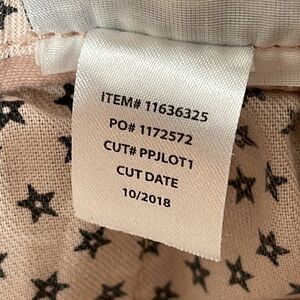 ITEM# 11636325
PO# 1172572
CUT# PPJLOT1
CUT DATE
10/2018